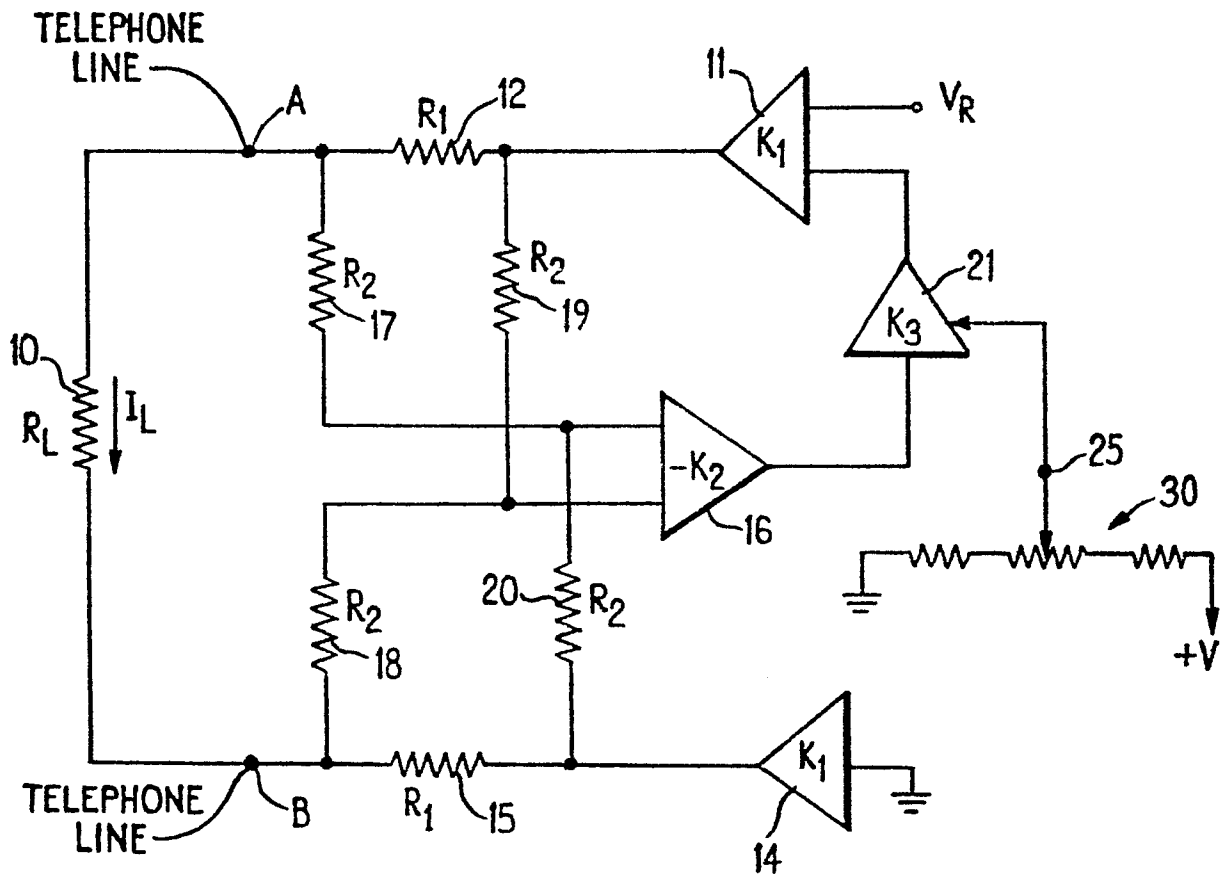 TELEPHONE
LINE
A
R1
12
11
K1
VR
R2
17
R2
19
21
K3
10
RL
IL
-K2
16
25
30
R2
18
20
R2
+V
TELEPHONE
LINE
B
R1
15
K1
14